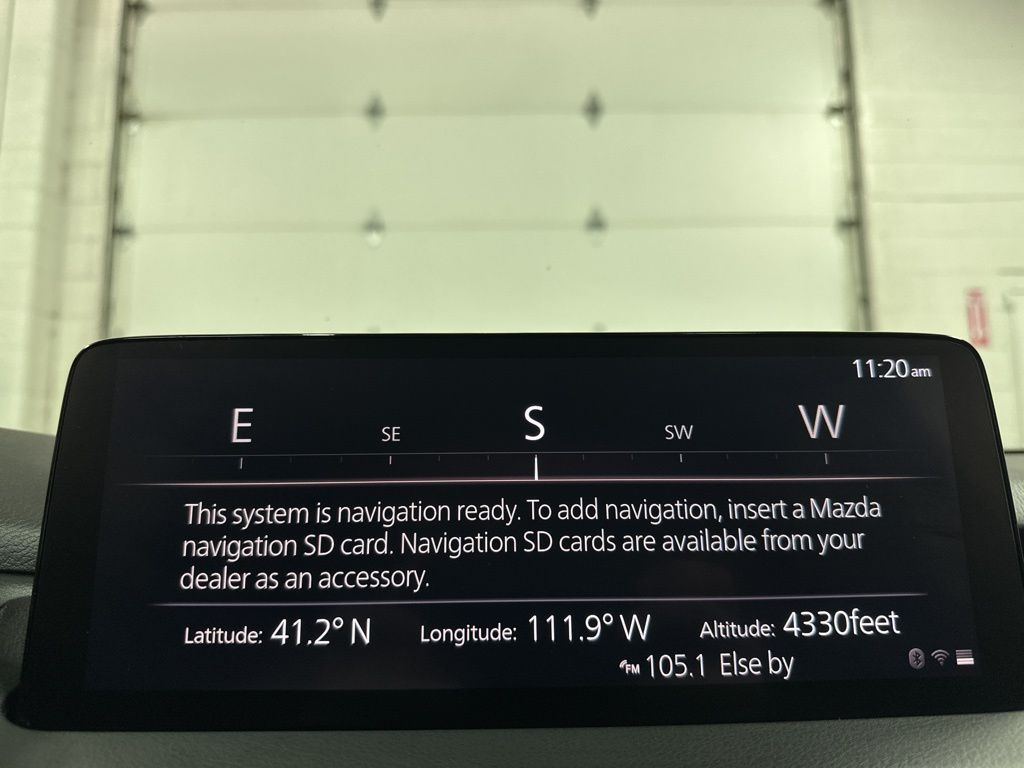 11:20am
E SE S SW W
This system is navigation ready. To add navigation, insert a Mazda
navigation SD card. Navigation SD cards are available from your
dealer as an accessory.
Latitude: 41.2° N Longitude: 111.9° W Altitude: 4330feet
FM 105.1 Else by